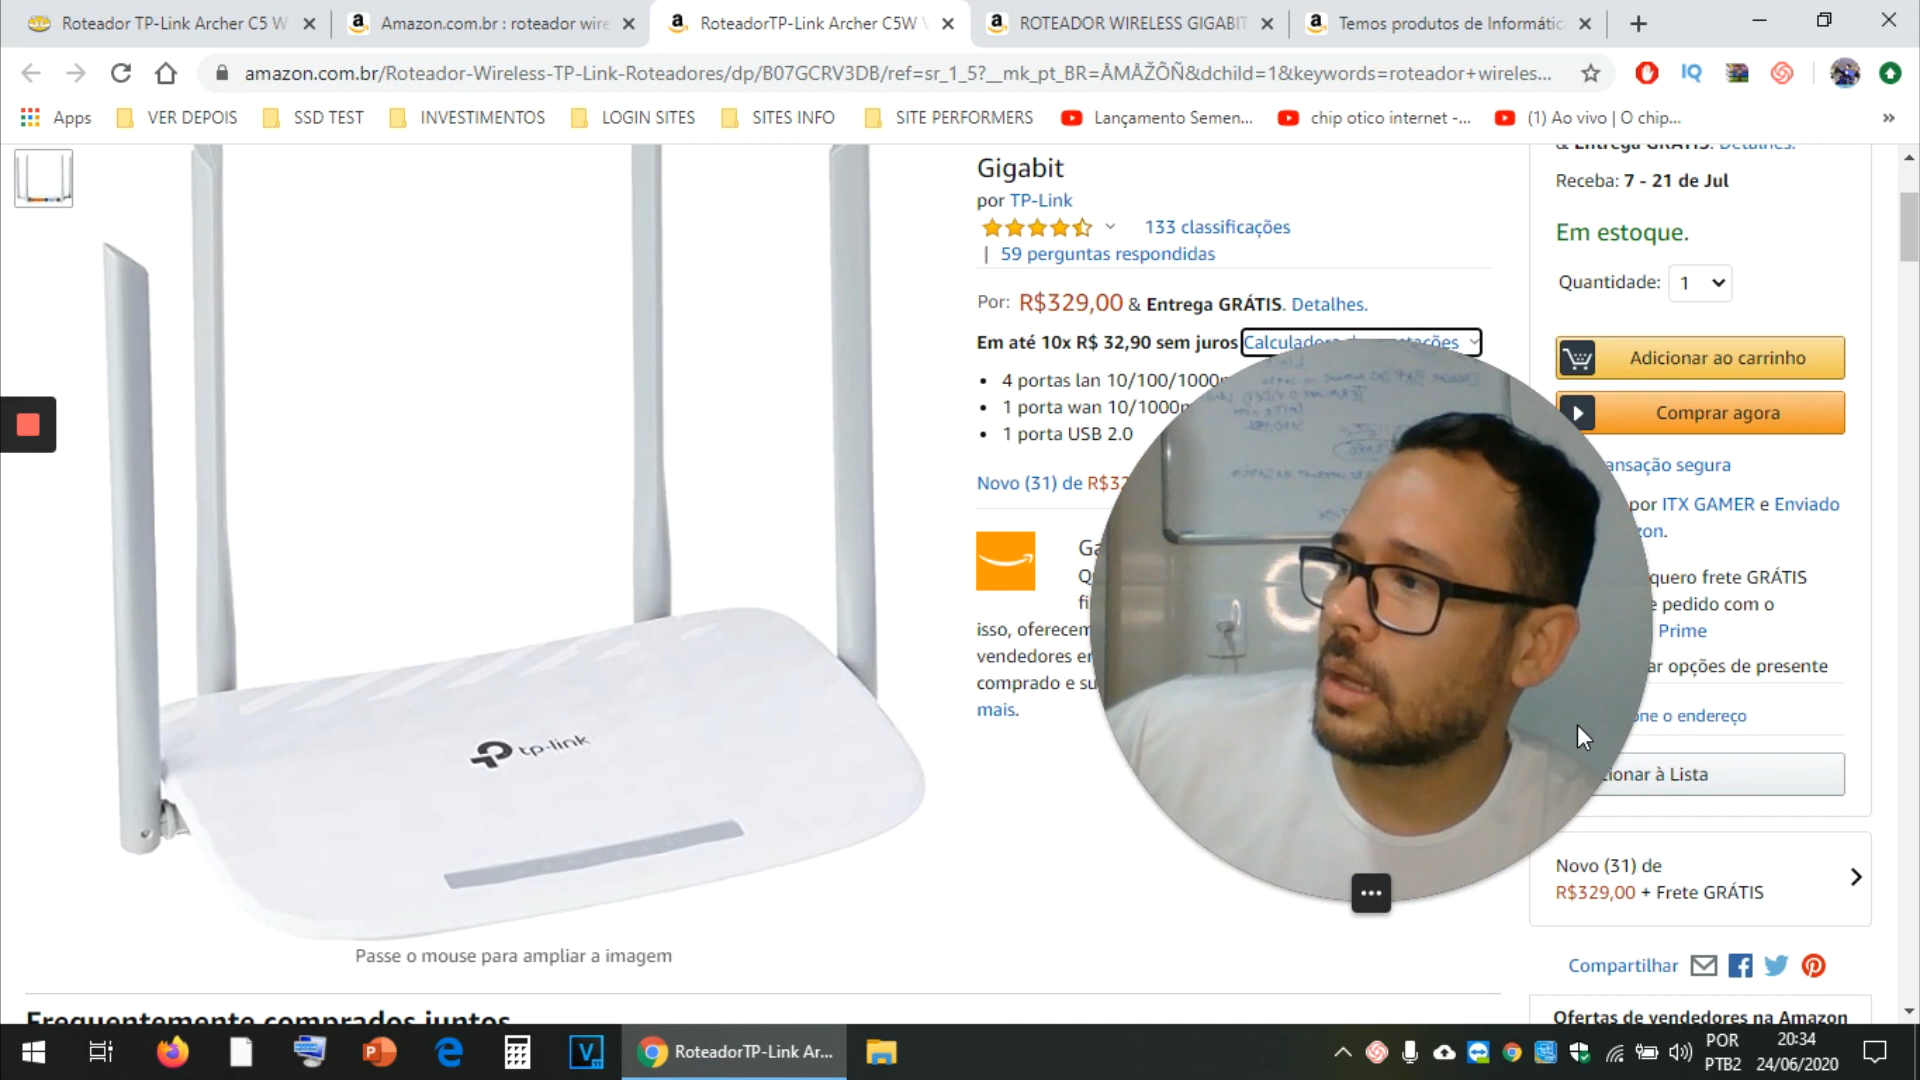 Roteador TP-Link Archer C5 W
Amazon.com.br : roteador wire
RoteadorTP-Link Archer C5W
ROTEADOR WIRELESS GIGABIT
Temos produtos de Informátic
amazon.com.br/Roteador-Wireless-TP-Link-Roteadores/dp/B07GCRV3DB/ref=sr_1_5?__mk_pt_BR=ÅMÅŽÕÑ&dchild=1&keywords=roteador+wireles...
Apps
VER DEPOIS
SSD TEST
INVESTIMENTOS
LOGIN SITES
SITES INFO
SITE PERFORMERS
Lançamento Semen...
chip otico internet -...
(1) Ao vivo | O chip...
Gigabit
por TP-Link
133 classificações
| 59 perguntas respondidas
Por: R$329,00 & Entrega GRÁTIS. Detalhes.
Em até 10x R$ 32,90 sem juros
• 4 portas lan 10/100/1000
• 1 porta wan 10/1000
• 1 porta USB 2.0
Novo (31) de R$32
isso, oferecem
vendedores
comprado e su
mais.
tp-link
Passe o mouse para ampliar a imagem
Frequentemente comprados juntos
& Entrega GRÁTIS. Detalhes.
Receba: 7 - 21 de Jul
Em estoque.
Quantidade: 1
Adicionar ao carrinho
Comprar agora
ansação segura
por ITX GAMER e Enviado
zon.
quero frete GRÁTIS
e pedido com o
Prime
ar opções de presente
one o endereço
ionar à Lista
Novo (31) de
R$329,00 + Frete GRÁTIS
Compartilhar
Ofertas de vendedores na Amazon
RoteadorTP-Link Ar...
POR
PTB2
20:34
24/06/2020